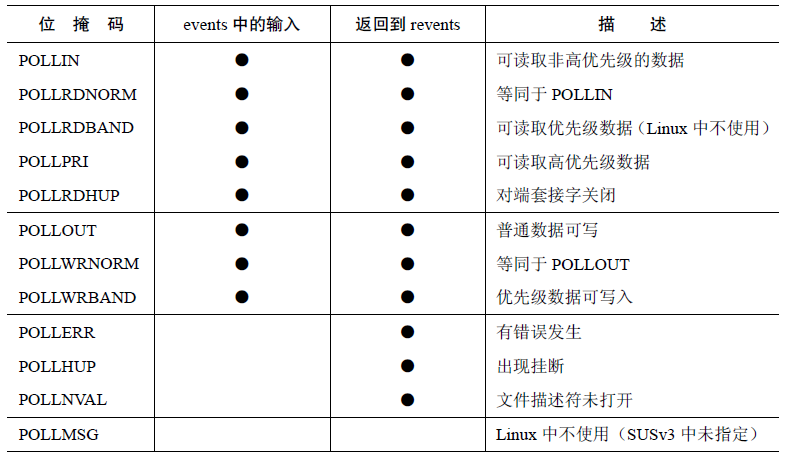 位 掩 码 events 中的输入 返回到 revents 描 述
POLLIN ● ● 可读取非高优先级的数据
POLLRDNORM ● ● 等同于 POLLIN
POLLRDBAND ● ● 可读取优先级数据（Linux 中不使用）
POLLPRI ● ● 可读取高优先级数据
POLLRDHUP ● ● 对端套接字关闭
POLLOUT ● ● 普通数据可写
POLLWRNORM ● ● 等同于 POLLOUT
POLLWRBAND ● ● 优先级数据可写入
POLLERR ● 有错误发生
POLLHUP ● 出现挂断
POLLNVAL ● 文件描述符未打开
POLLMSG Linux 中不使用（SUSv3 中未指定）